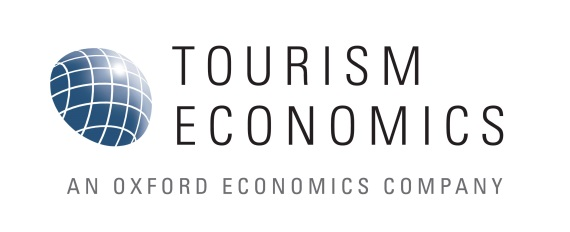 TOURISM
ECONOMICS
AN OXFORD ECONOMICS COMPANY